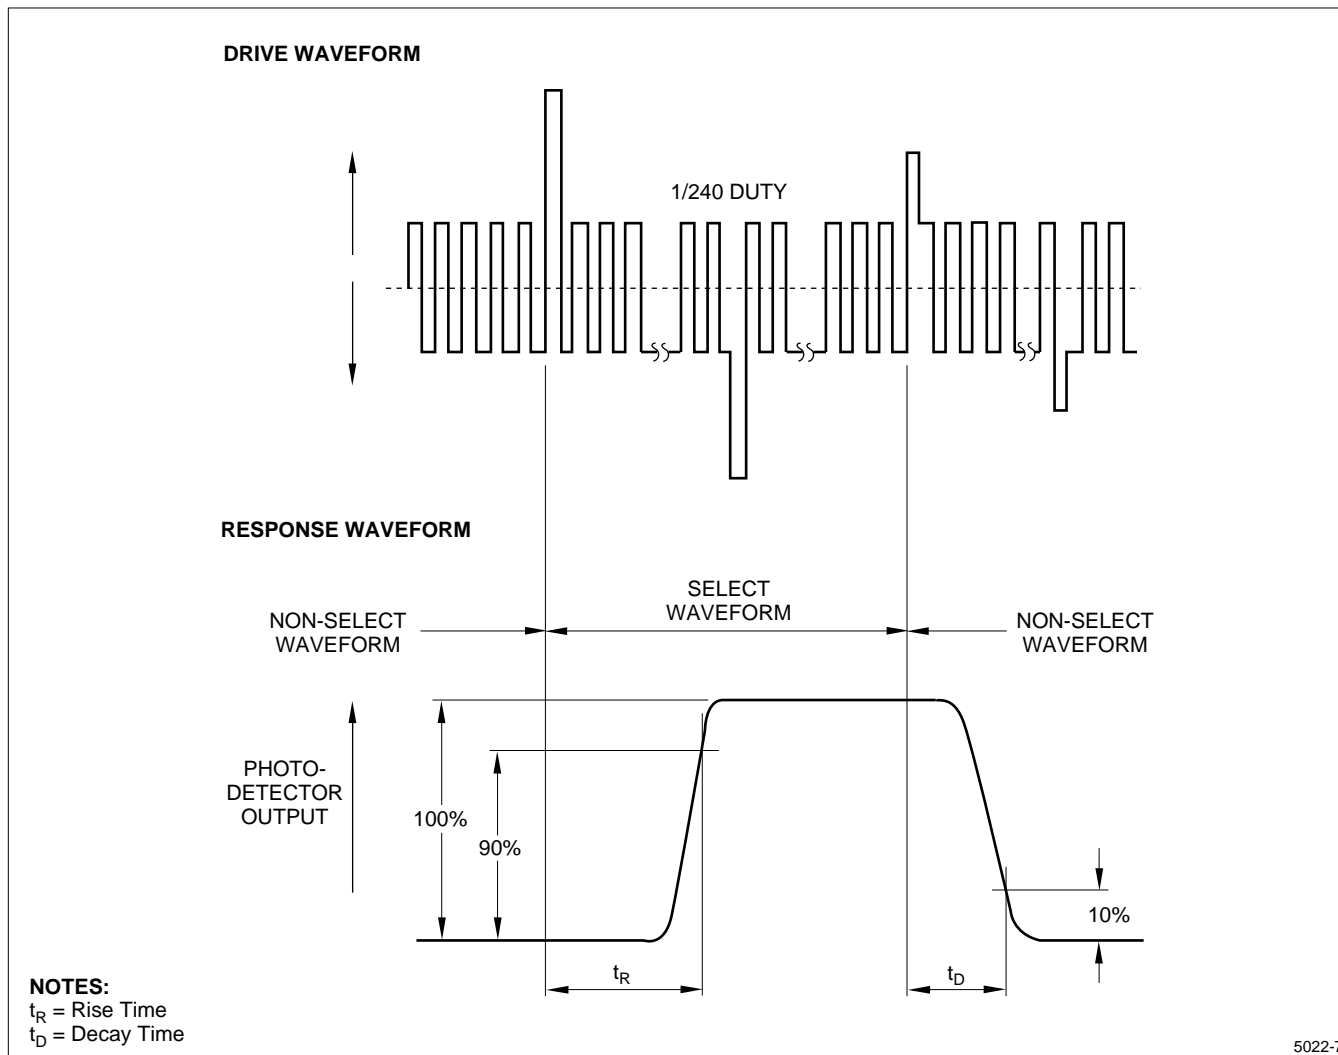 DRIVE WAVEFORM
1/240 DUTY
RESPONSE WAVEFORM
NON-SELECT
WAVEFORM
SELECT
WAVEFORM
NON-SELECT
WAVEFORM
PHOTO-
DETECTOR
OUTPUT
100%
90%
10%
tR
tD
NOTES:
tR = Rise Time
tD = Decay Time
5022-7